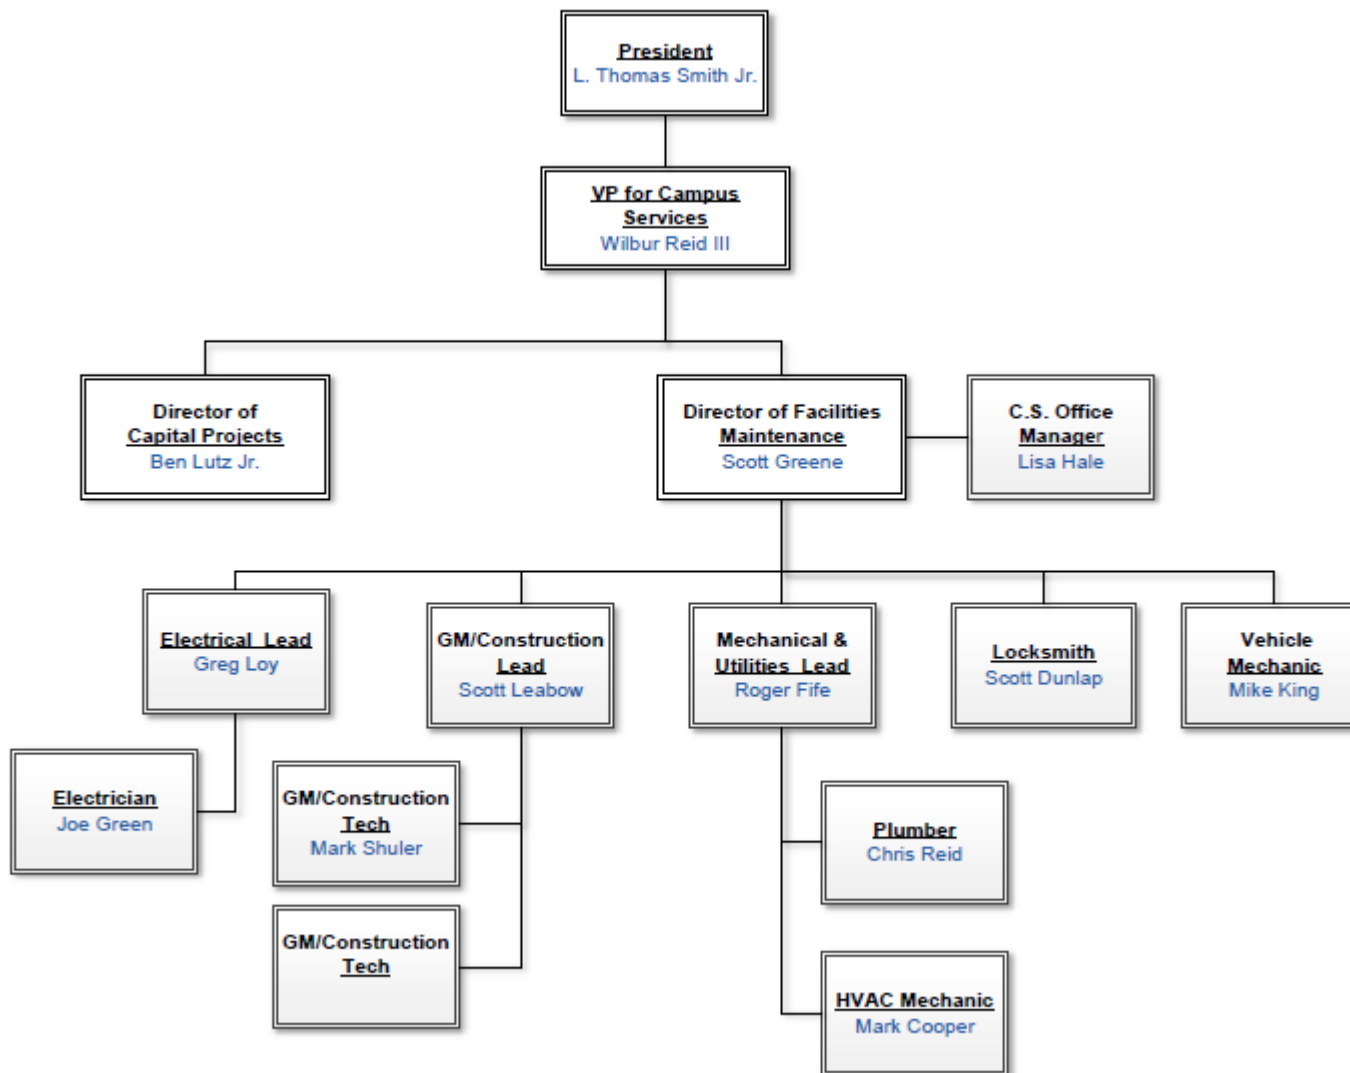 President
L. Thomas Smith Jr.
VP for Campus
Services
Wilbur Reid III
Director of
Capital Projects
Ben Lutz Jr.
Director of Facilities
Maintenance
Scott Greene
C.S. Office
Manager
Lisa Hale
Electrical Lead
Greg Loy
GM/Construction
Lead
Scott Leabow
Mechanical &
Utilities Lead
Roger Fife
Locksmith
Scott Dunlap
Vehicle
Mechanic
Mike King
Electrician
Joe Green
GM/Construction
Tech
Mark Shuler
Plumber
Chris Reid
GM/Construction
Tech
HVAC Mechanic
Mark Cooper